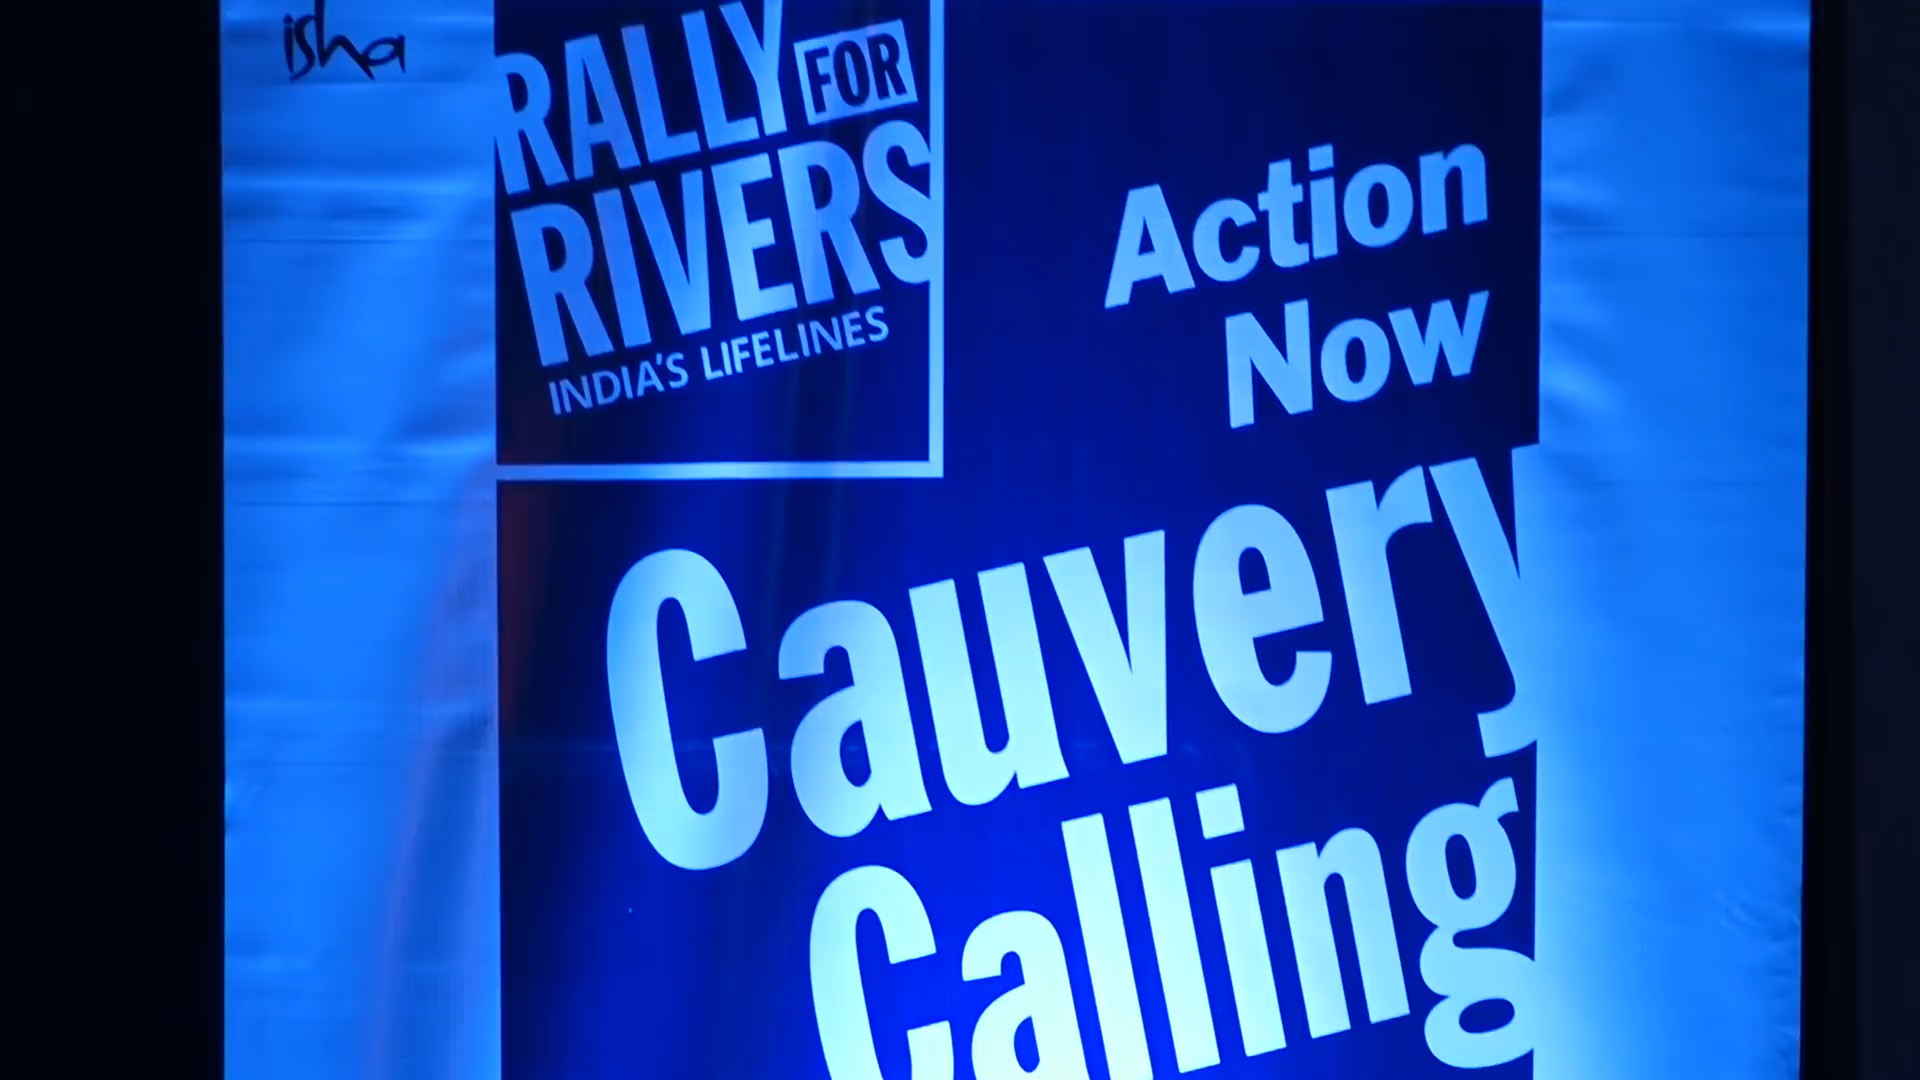 isha
RALLY FOR
RIVERS
INDIA'S LIFELINES
Action
Now
Cauvery
Calling